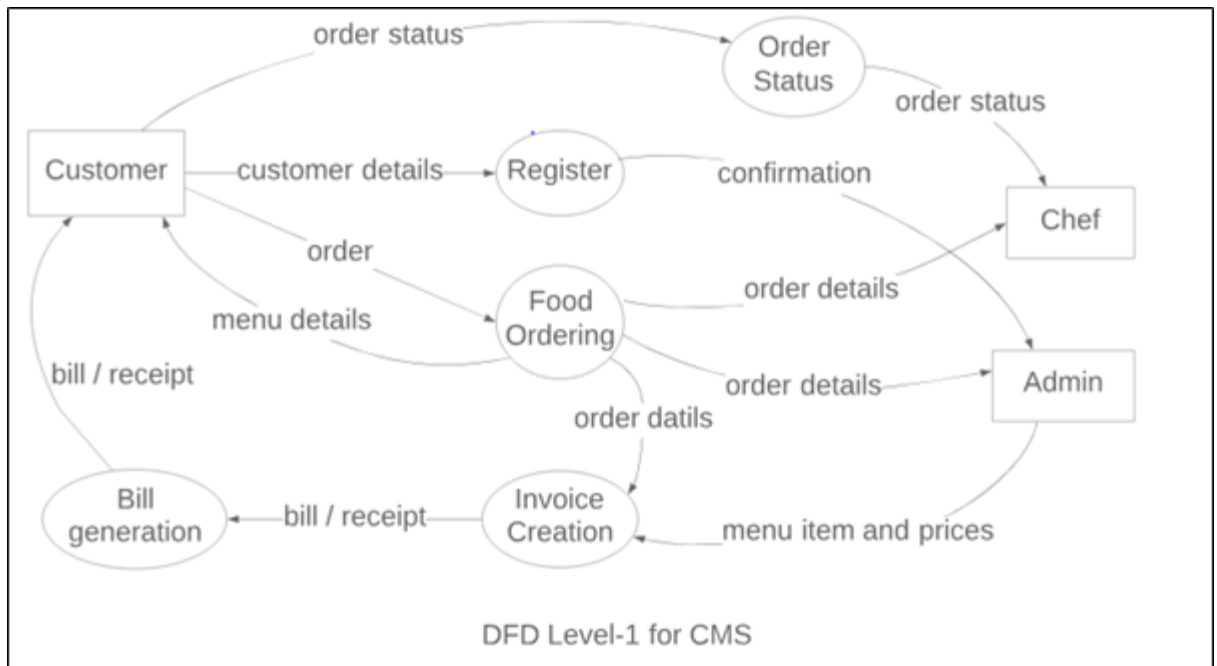 order status
Order
Status
order status
Customer
customer details
Register
confirmation
Chef
order
order details
Food
Ordering
menu details
bill / receipt
order details
Admin
order datils
Bill
generation
bill / receipt
Invoice
Creation
menu item and prices
DFD Level-1 for CMS